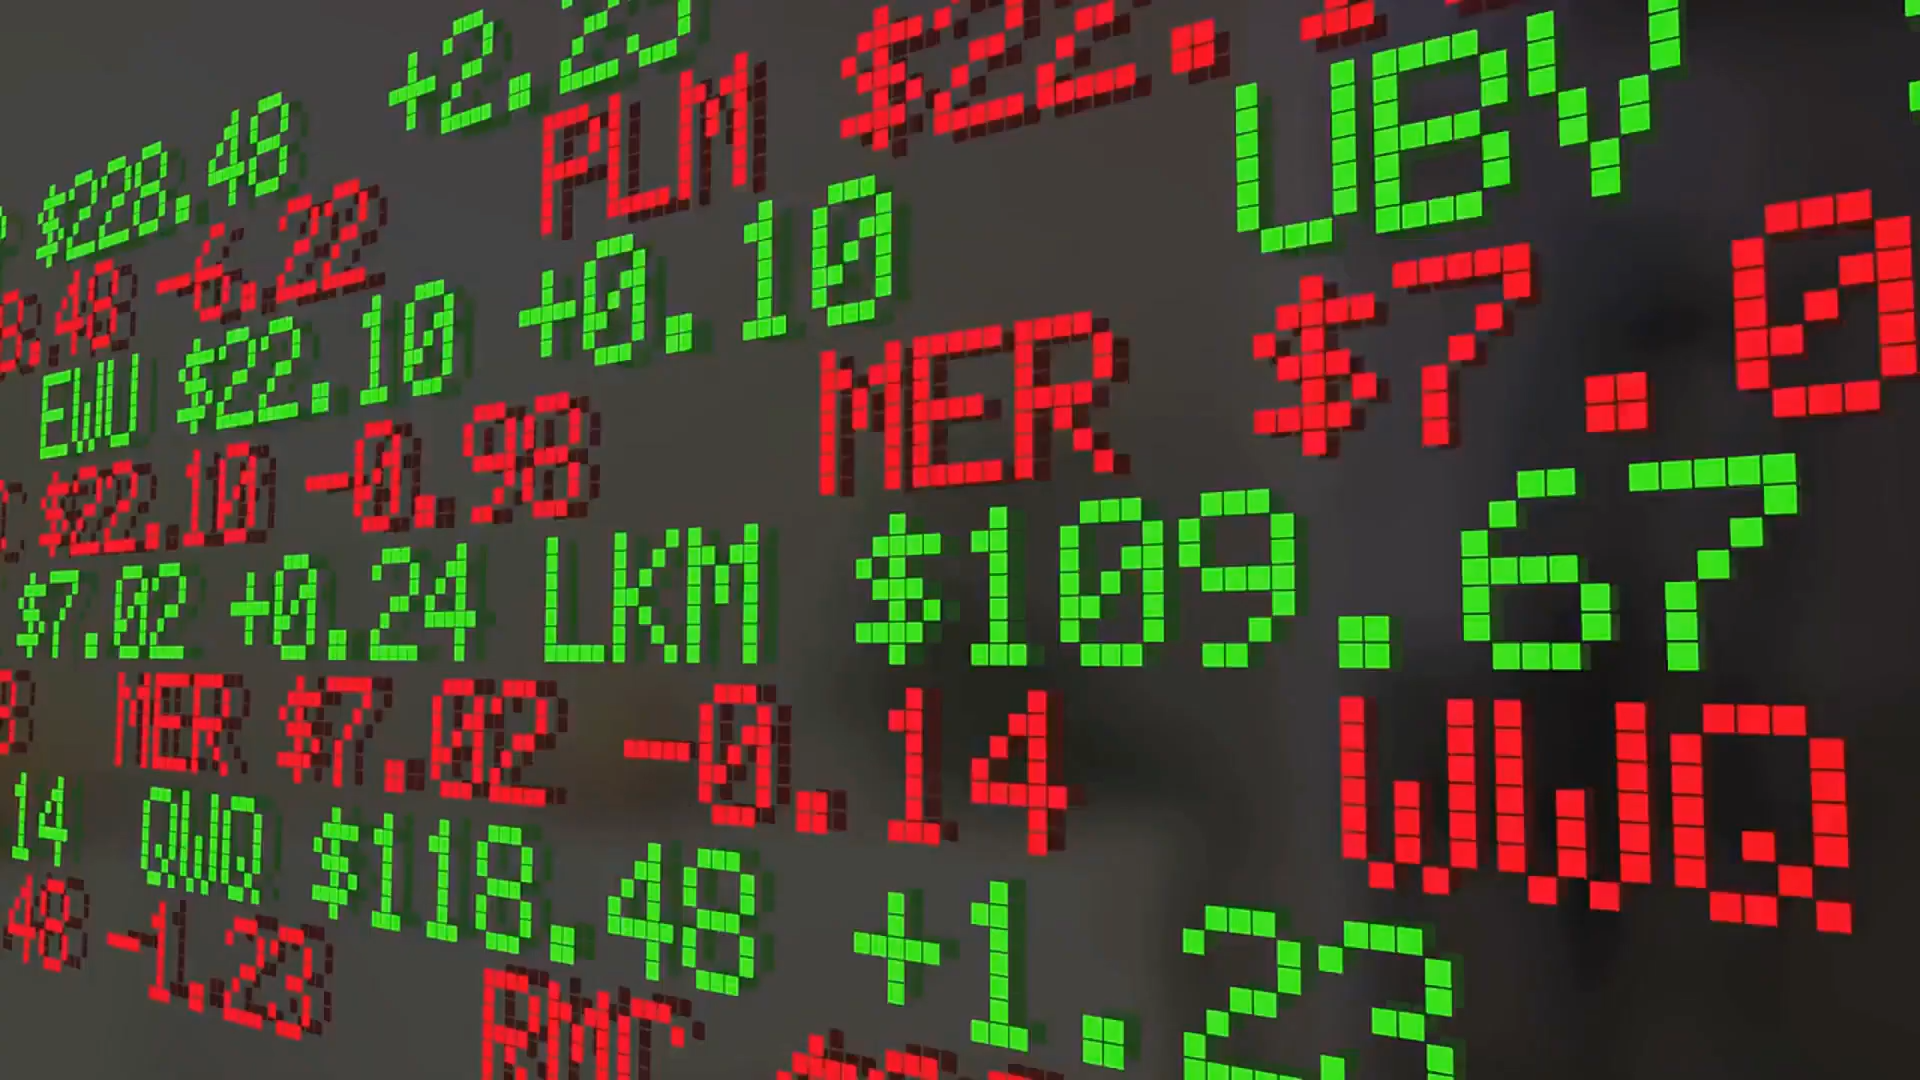 $228.48 +2.23
-6.22 PLM $22.
EWU $22.10 +0.10 UBV
$22.10 -0.98 MER $7.0
$7.02 +0.24 LKM $109.67
MER $7.02 -0.14 WWQ
14 QWQ $118.48 +1.23
48 -1.23